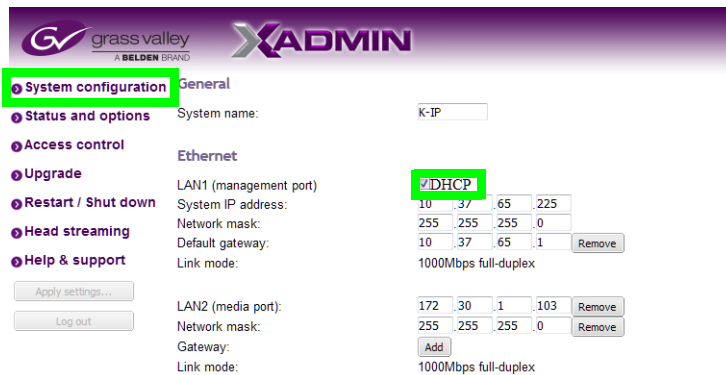 grass valley
A BELDEN BRAND
XADMIN
System configuration
Status and options
Access control
Upgrade
Restart / Shut down
Head streaming
Help & support
Apply settings...
Log out
General
System name: K-IP
Ethernet
LAN1 (management port) DHCP
System IP address: 10 .37 .65 .225
Network mask: 255 .255 .255 .0
Default gateway: 10 .37 .65 .1 Remove
Link mode: 1000Mbps full-duplex
LAN2 (media port): 172 .30 .1 .103 Remove
Network mask: 255 .255 .255 .0 Remove
Gateway: Add
Link mode: 1000Mbps full-duplex